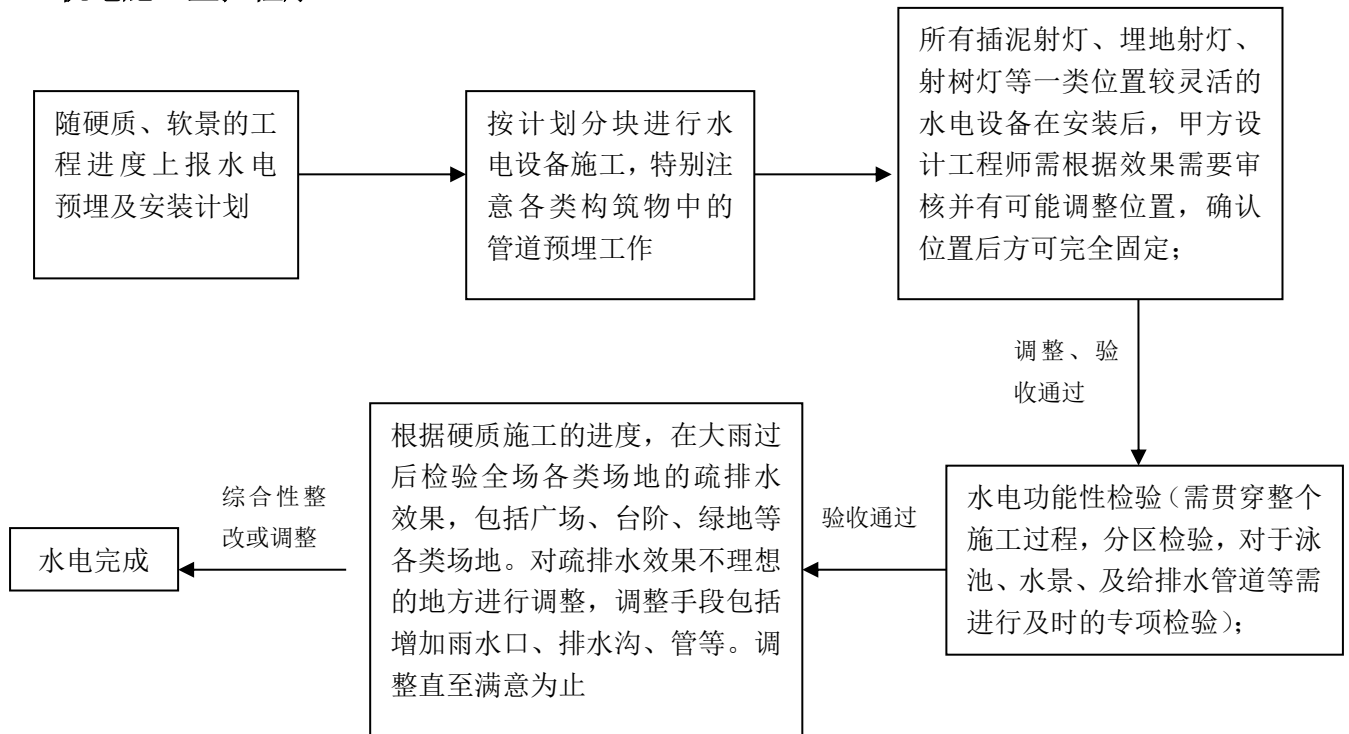 随硬质、软景的工
程进度上报水电
预埋及安装计划
按计划分块进行水
电设备施工，特别注
意各类构筑物中的
管道预埋工作
所有插泥射灯、埋地射灯、
射树灯等一类位置较灵活的
水电设备在安装后，甲方设
计工程师需根据效果需要审
核并有可能调整位置，确认
位置后方可完全固定；
调整、验
收通过
水电功能性检验（需贯穿整个
施工过程，分区检验，对于泳
池、水景、及给排水管道等需
进行及时的专项检验）；
验收通过
根据硬质施工的进度，在大雨过
后检验全场各类场地的疏排水
效果，包括广场、台阶、绿地等
各类场地。对疏排水效果不理想
的地方进行调整，调整手段包括
增加雨水口、排水沟、管等。调
整直至满意为止
综合性整
改或调整
水电完成